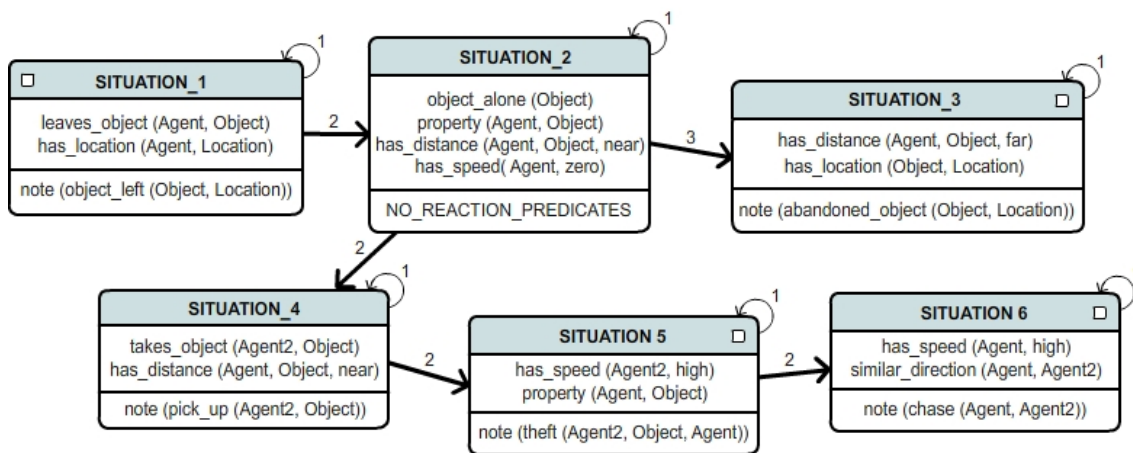 1
SITUATION_1
leaves_object (Agent, Object)
has_location (Agent, Location)
note (object_left (Object, Location))
2
1
SITUATION_2
object_alone (Object)
property (Agent, Object)
has_distance (Agent, Object, near)
has_speed( Agent, zero)
NO_REACTION_PREDICATES
3
1
SITUATION_3
has_distance (Agent, Object, far)
has_location (Object, Location)
note (abandoned_object (Object, Location))
2
1
SITUATION_4
takes_object (Agent2, Object)
has_distance (Agent, Object, near)
note (pick_up (Agent2, Object))
2
1
SITUATION 5
has_speed (Agent2, high)
property (Agent, Object)
note (theft (Agent2, Object, Agent))
2
1
SITUATION 6
has_speed (Agent, high)
similar_direction (Agent, Agent2)
note (chase (Agent, Agent2))